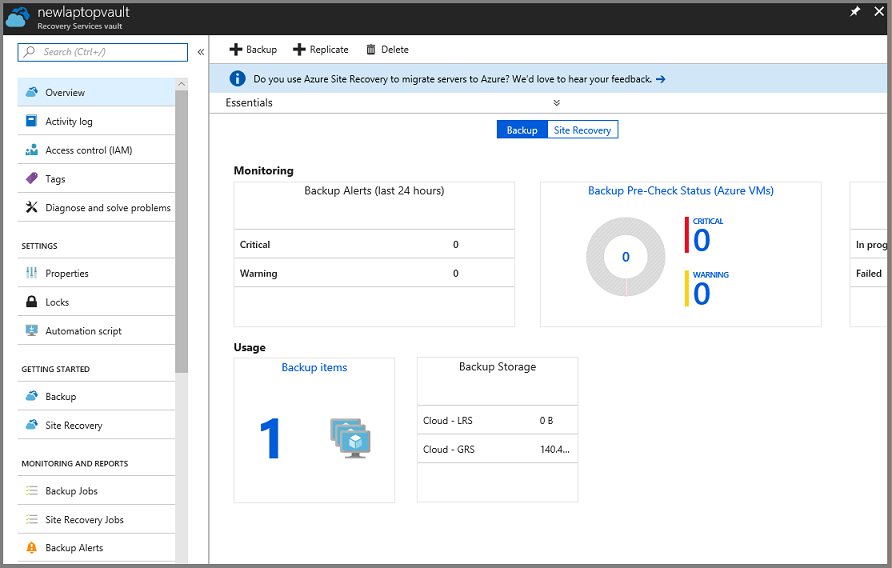 newlaptopvault
Recovery Services vault
Search (Ctrl+/)
Overview
Activity log
Access control (IAM)
Tags
Diagnose and solve problems
SETTINGS
Properties
Locks
Automation script
GETTING STARTED
Backup
Site Recovery
MONITORING AND REPORTS
Backup Jobs
Site Recovery Jobs
Backup Alerts
Backup Replicate Delete
Do you use Azure Site Recovery to migrate servers to Azure? We'd love to hear your feedback. →
Essentials
Backup Site Recovery
Monitoring
Backup Alerts (last 24 hours)
Critical 0
Warning 0
Backup Pre-Check Status (Azure VMs)
0
CRITICAL
0
WARNING
0
In prog
Failed
Usage
Backup items
1
Backup Storage
Cloud - LRS 0 B
Cloud - GRS 140.4...